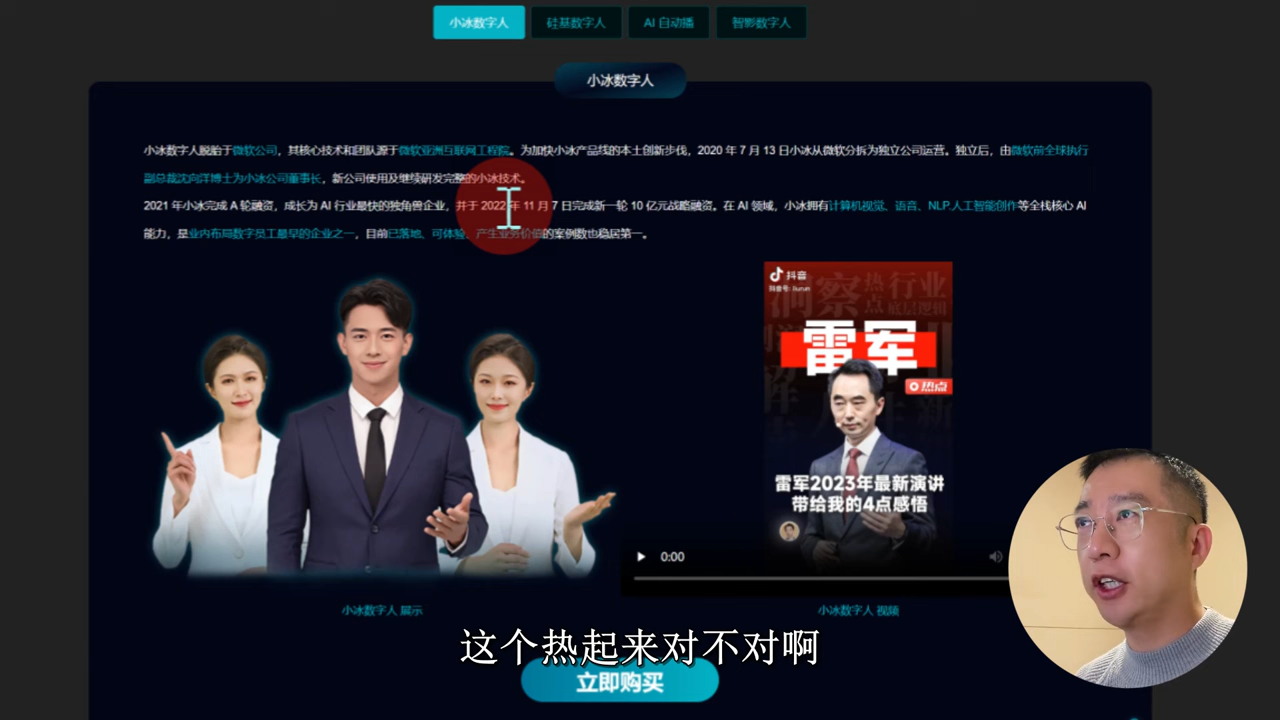 小冰数字人 硅基数字人 AI 自动播 智影数字人
小冰数字人
小冰数字人脱胎于微软公司，其核心技术和团队源于微软亚洲互联网工程院。为加快小冰产品线的本土创新步伐，2020 年 7 月 13 日小冰从微软分拆为独立公司运营。独立后，由微软前全球执行
副总裁沈向洋博士为小冰公司董事长，新公司使用及继续研发完整的小冰技术。
2021 年小冰完成 A 轮融资，成长为 AI 行业最快的独角兽企业，并于 2022 年 11 月 7 日完成新一轮 10 亿元战略融资。在 AI 领域，小冰拥有计算机视觉、语音、NLP.人工智能创作等全栈核心 AI
能力，是业内布局数字员工最早的企业之一，目前已落地、可体验、产生业务价值的案例数也稳居第一。
抖音
抖音号: liurun
洞察 热点 行业
底层逻辑
雷军
热点
雷军2023年最新演讲
带给我的4点感悟
0:00
小冰数字人 展示
小冰数字人 视频
这个热起来对不对啊
立即购买